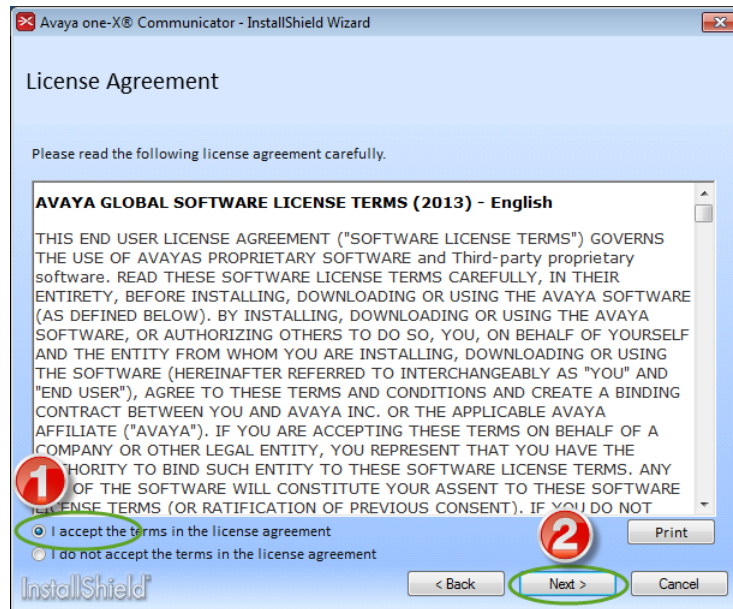 Avaya one-X® Communicator - InstallShield Wizard
License Agreement
Please read the following license agreement carefully.
AVAYA GLOBAL SOFTWARE LICENSE TERMS (2013) - English
THIS END USER LICENSE AGREEMENT ("SOFTWARE LICENSE TERMS") GOVERNS
THE USE OF AVAYAS PROPRIETARY SOFTWARE and Third-party proprietary
software. READ THESE SOFTWARE LICENSE TERMS CAREFULLY, IN THEIR
ENTIRETY, BEFORE INSTALLING, DOWNLOADING OR USING THE AVAYA SOFTWARE
(AS DEFINED BELOW). BY INSTALLING, DOWNLOADING OR USING THE AVAYA
SOFTWARE, OR AUTHORIZING OTHERS TO DO SO, YOU, ON BEHALF OF YOURSELF
AND THE ENTITY FROM WHOM YOU ARE INSTALLING, DOWNLOADING OR USING
THE SOFTWARE (HEREINAFTER REFERRED TO INTERCHANGEABLY AS "YOU" AND
"END USER"), AGREE TO THESE TERMS AND CONDITIONS AND CREATE A BINDING
CONTRACT BETWEEN YOU AND AVAYA INC. OR THE APPLICABLE AVAYA
AFFILIATE ("AVAYA"). IF YOU ARE ACCEPTING THESE TERMS ON BEHALF OF A
COMPANY OR OTHER LEGAL ENTITY, YOU REPRESENT THAT YOU HAVE THE
HORITY TO BIND SUCH ENTITY TO THESE SOFTWARE LICENSE TERMS. ANY
1
OF THE SOFTWARE WILL CONSTITUTE YOUR ASSENT TO THESE SOFTWARE
LICENSE TERMS (OR RATIFICATION OF PREVIOUS CONSENT). IF YOU DO NOT
I accept the terms in the license agreement
2
Print
I do not accept the terms in the license agreement
InstallShield
< Back
Next >
Cancel